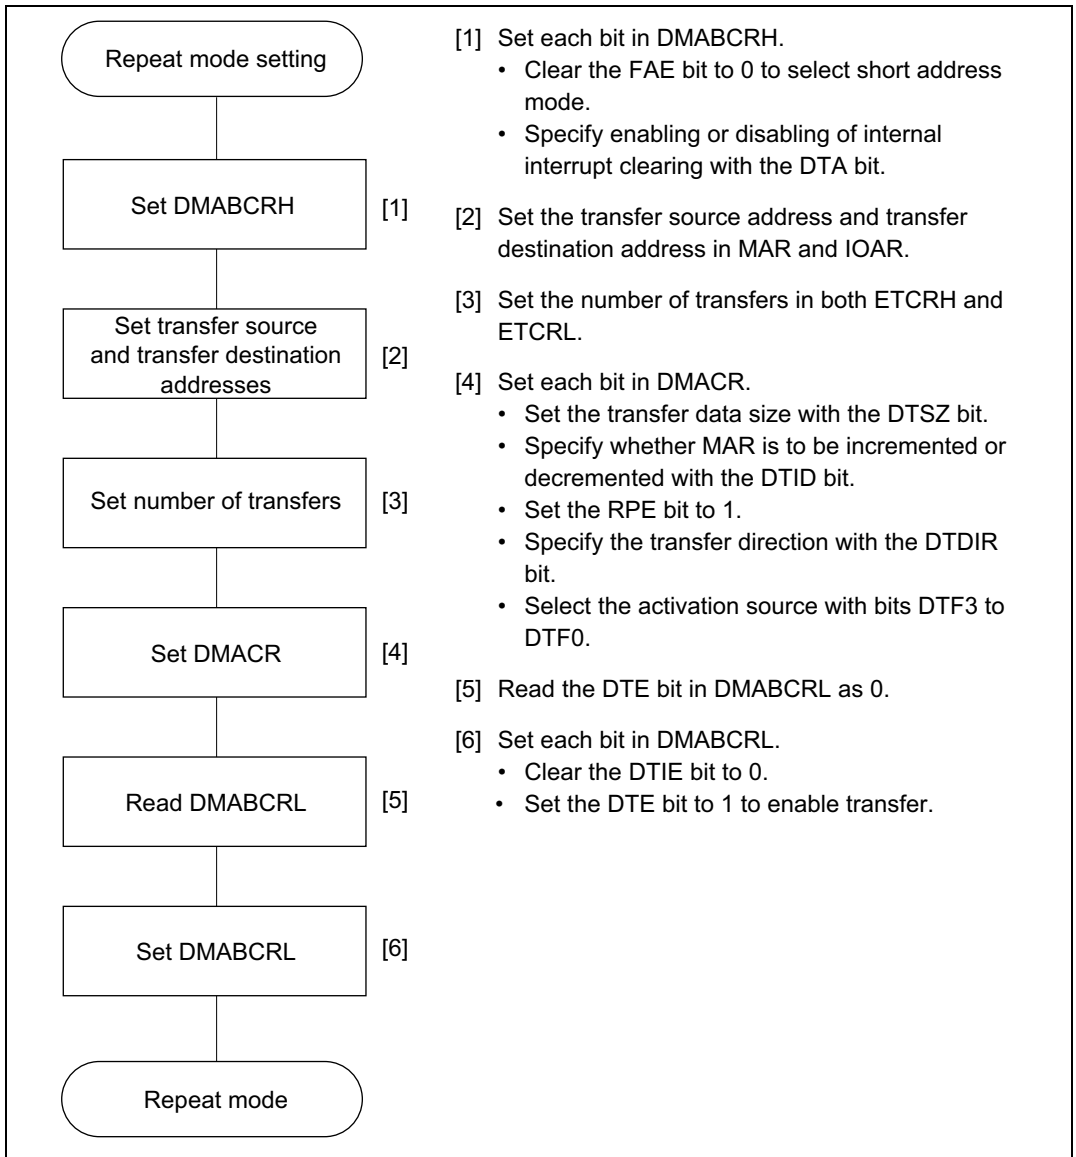 Repeat mode setting
Set DMABCRH [1]
Set transfer source
and transfer destination [2]
addresses
Set number of transfers [3]
Set DMACR [4]
Read DMABCRL [5]
Set DMABCRL [6]
Repeat mode
[1] Set each bit in DMABCRH.
• Clear the FAE bit to 0 to select short address
mode.
• Specify enabling or disabling of internal
interrupt clearing with the DTA bit.
[2] Set the transfer source address and transfer
destination address in MAR and IOAR.
[3] Set the number of transfers in both ETCRH and
ETCRL.
[4] Set each bit in DMACR.
• Set the transfer data size with the DTSZ bit.
• Specify whether MAR is to be incremented or
decremented with the DTID bit.
• Set the RPE bit to 1.
• Specify the transfer direction with the DTDIR
bit.
• Select the activation source with bits DTF3 to
DTF0.
[5] Read the DTE bit in DMABCRL as 0.
[6] Set each bit in DMABCRL.
• Clear the DTIE bit to 0.
• Set the DTE bit to 1 to enable transfer.